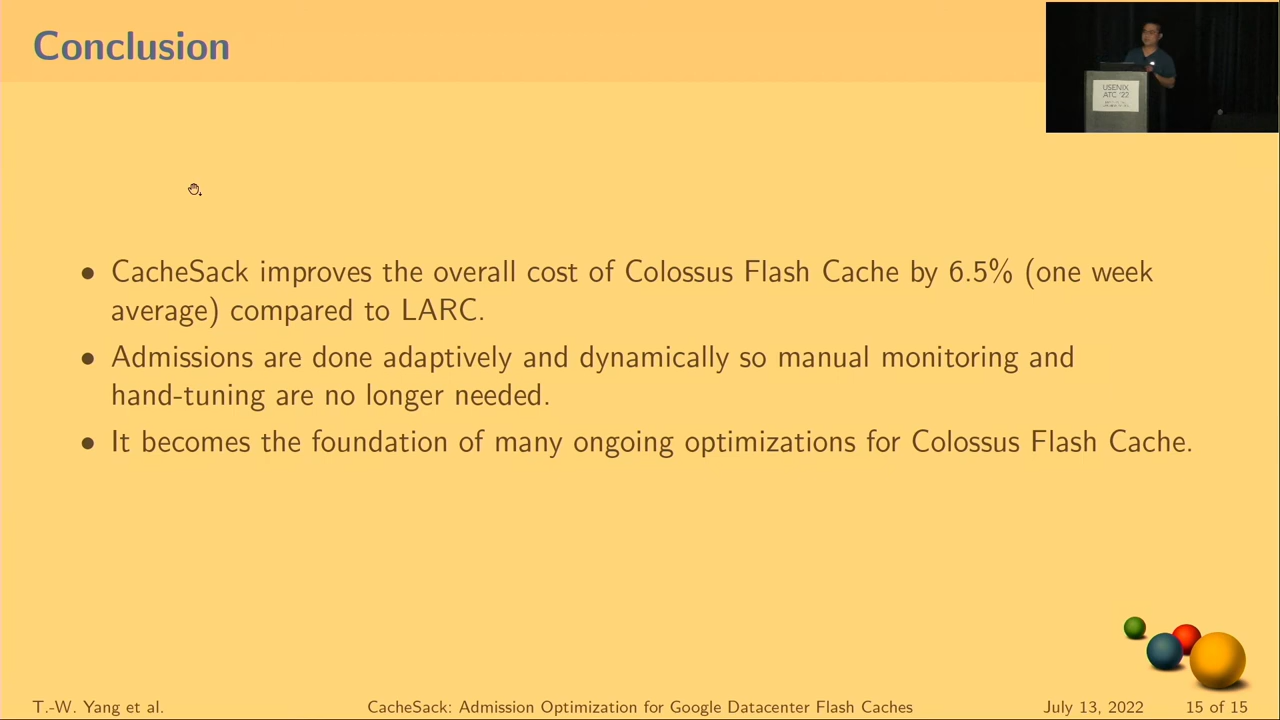 Conclusion
USENIX
ATC '22
• CacheSack improves the overall cost of Colossus Flash Cache by 6.5% (one week
average) compared to LARC.
• Admissions are done adaptively and dynamically so manual monitoring and
hand-tuning are no longer needed.
• It becomes the foundation of many ongoing optimizations for Colossus Flash Cache.
T.-W. Yang et al.
CacheSack: Admission Optimization for Google Datacenter Flash Caches
July 13, 2022
15 of 15